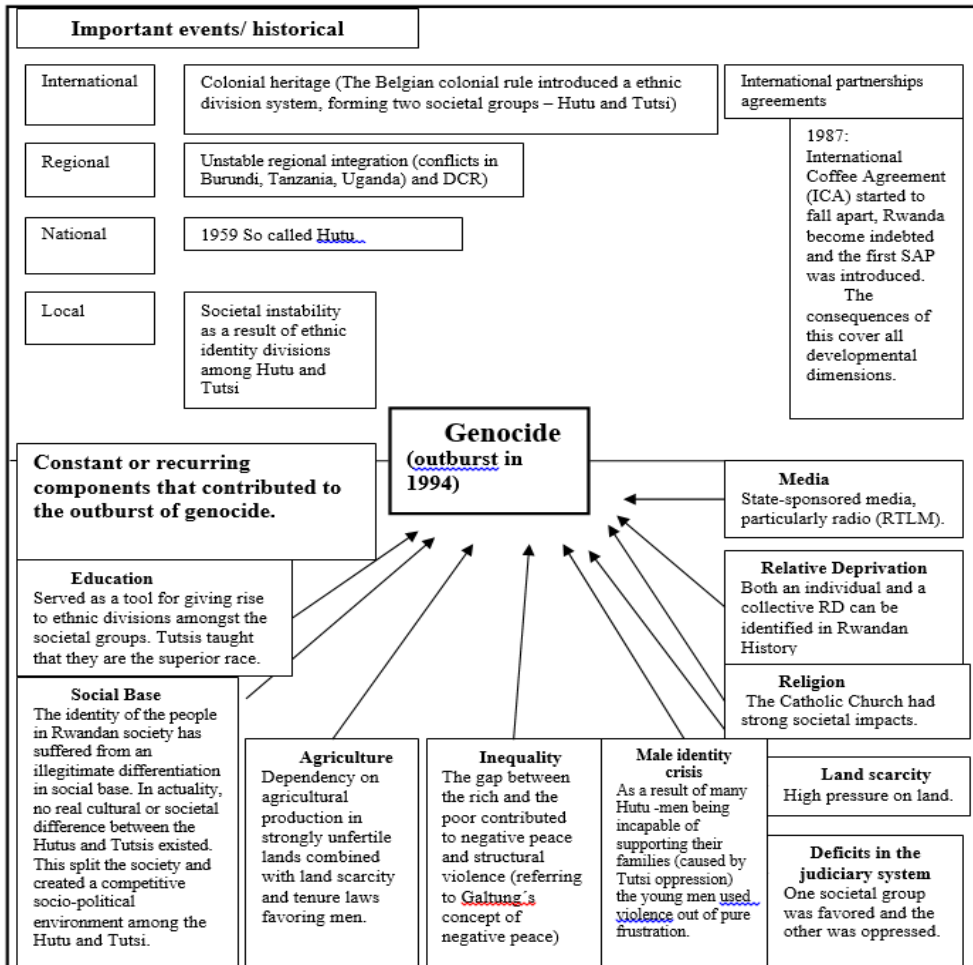 Important events/ historical
International
Colonial heritage (The Belgian colonial rule introduced a ethnic
division system, forming two societal groups – Hutu and Tutsi)
International partnerships
agreements
1987:
International
Coffee Agreement
(ICA) started to
fall apart, Rwanda
become indebted
and the first SAP
was introduced.
The
consequences of
this cover all
developmental
dimensions.
Regional
Unstable regional integration (conflicts in
Burundi, Tanzania, Uganda) and DCR)
National
1959 So called Hutu
Local
Societal instability
as a result of ethnic
identity divisions
among Hutu and
Tutsi
Genocide
(outburst in
1994)
Constant or recurring
components that contributed to
the outburst of genocide.
Media
State-sponsored media,
particularly radio (RTLM).
Education
Served as a tool for giving rise
to ethnic divisions amongst the
societal groups. Tutsis taught
that they are the superior race.
Relative Deprivation
Both an individual and a
collective RD can be
identified in Rwandan
History
Religion
The Catholic Church had
strong societal impacts.
Social Base
The identity of the people
in Rwandan society has
suffered from an
illegitimate differentiation
in social base. In actuality,
no real cultural or societal
difference between the
Hutus and Tutsis existed.
This split the society and
created a competitive
socio-political
environment among the
Hutu and Tutsi.
Agriculture
Dependency on
agricultural
production in
strongly unfertile
lands combined
with land scarcity
and tenure laws
favoring men.
Inequality
The gap between
the rich and the
poor contributed
to negative peace
and structural
violence (referring
to Galtung´s
concept of
negative peace)
Male identity
crisis
As a result of many
Hutu -men being
incapable of
supporting their
families (caused by
Tutsi oppression)
the young men used
violence out of pure
frustration.
Land scarcity
High pressure on land.
Deficits in the
judiciary system
One societal group
was favored and the
other was oppressed.